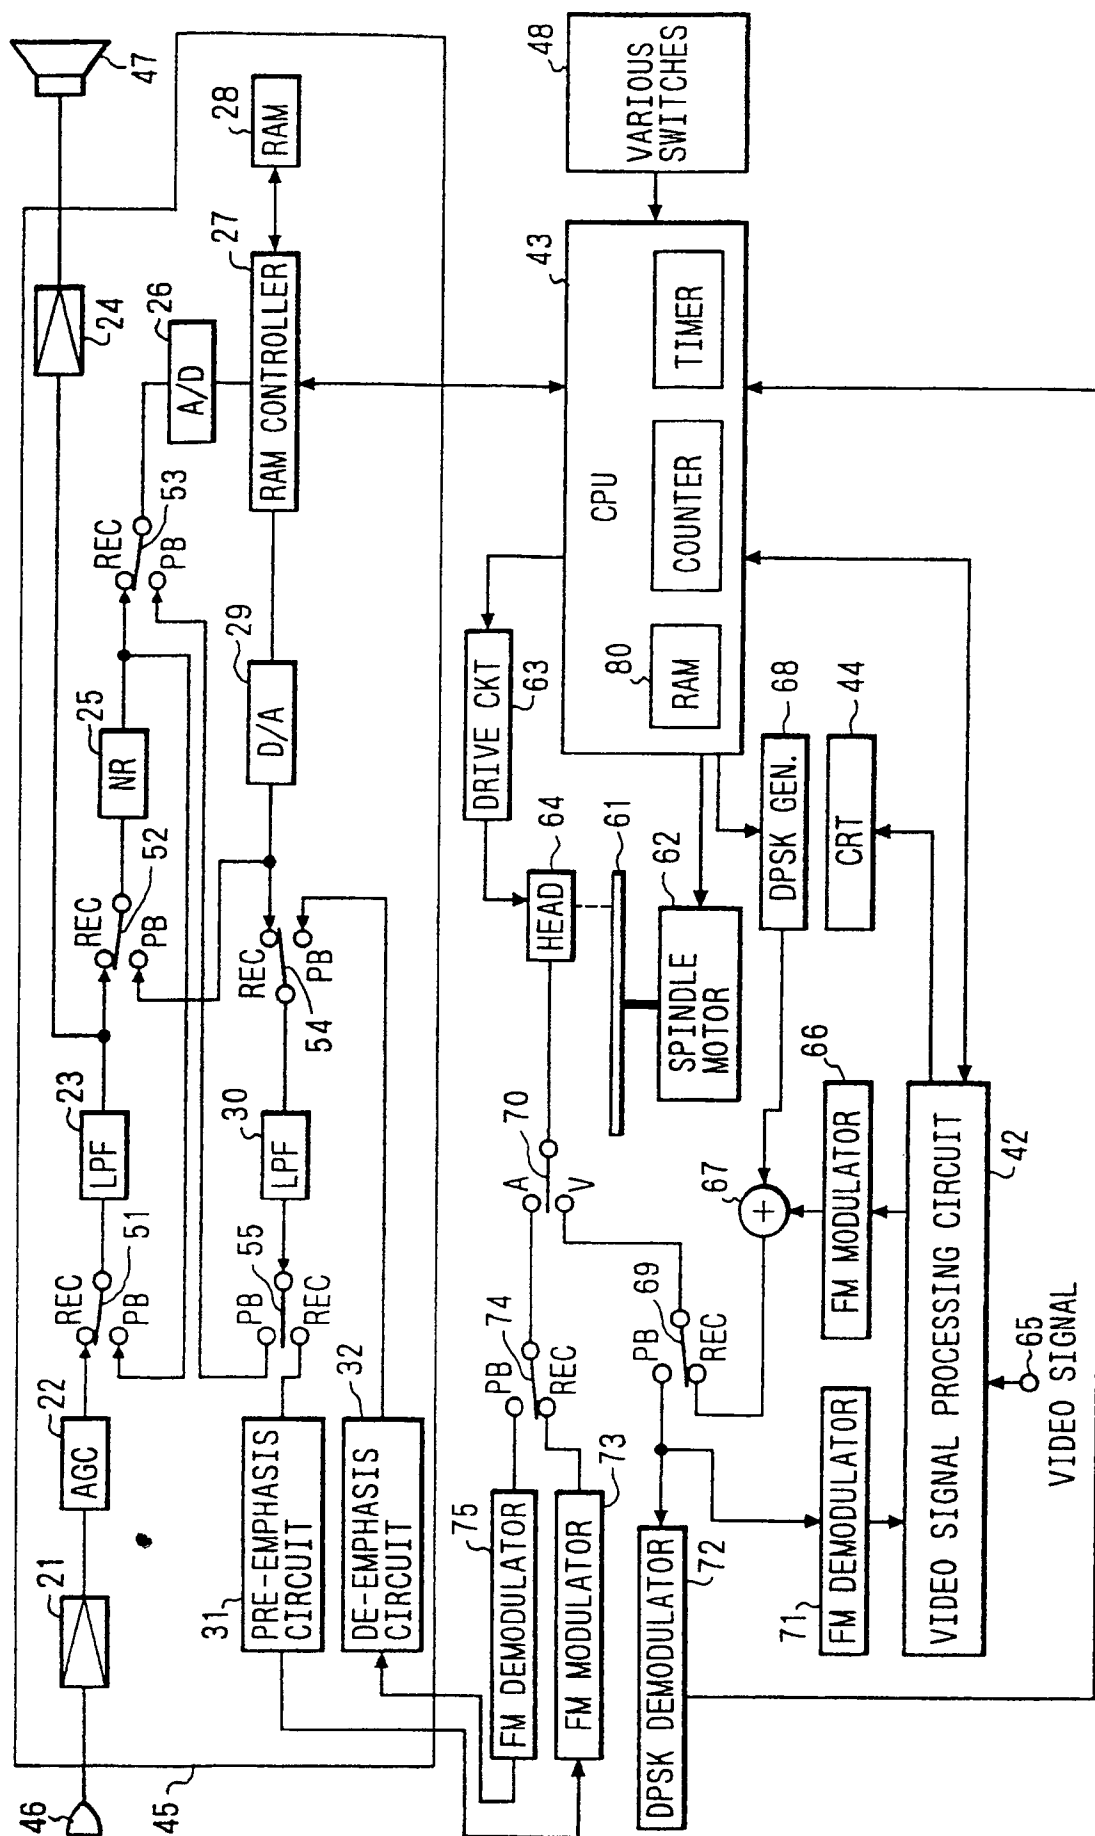 46
45
21
22
AGC
REC
PB
51
23
LPF
REC
PB
52
25
NR
REC
PB
53
24
47
26
A/D
28
RAM
27
RAM CONTROLLER
29
D/A
REC
PB
54
30
LPF
PB
55
REC
31
PRE-EMPHASIS
CIRCUIT
32
DE-EMPHASIS
CIRCUIT
75
FM DEMODULATOR
FM MODULATOR
73
PB
74
REC
A
V
70
HEAD
64
DRIVE CKT
63
61
62
SPINDLE
MOTOR
43
CPU
80
RAM
COUNTER
TIMER
48
VARIOUS
SWITCHES
DPSK DEMODULATOR
72
PB
69
REC
67
+
DPSK GEN.
68
CRT
44
71
FM DEMODULATOR
FM MODULATOR
66
VIDEO SIGNAL PROCESSING CIRCUIT
42
65
VIDEO SIGNAL